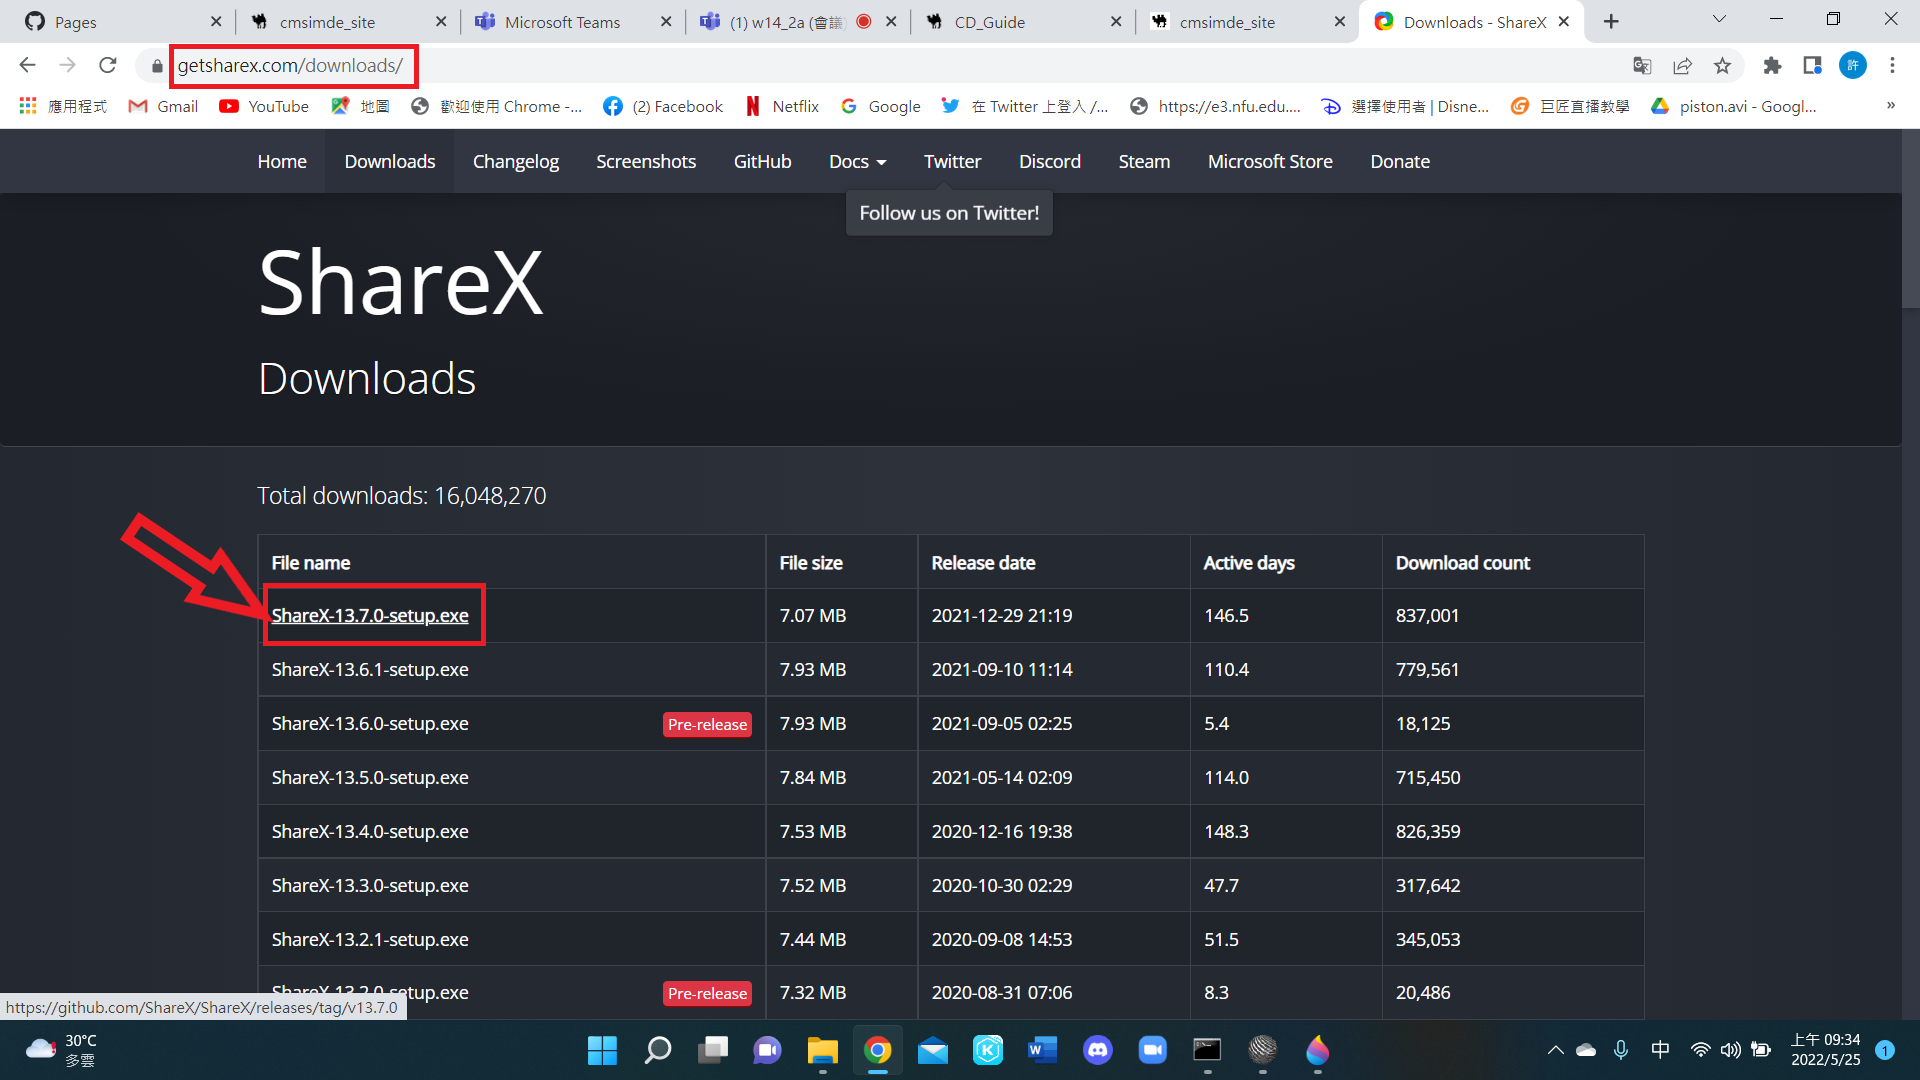 Pages
cmsimde_site
Microsoft Teams
(1) w14_2a (會議)
CD_Guide
cmsimde_site
Downloads - ShareX
getsharex.com/downloads/
許
應用程式
Gmail
YouTube
地圖
歡迎使用 Chrome -...
(2) Facebook
Netflix
Google
在 Twitter 上登入 /...
https://e3.nfu.edu....
選擇使用者 | Disne...
巨匠直播教學
piston.avi - Googl...
»
Home
Downloads
Changelog
Screenshots
GitHub
Docs
Twitter
Discord
Steam
Microsoft Store
Donate
Follow us on Twitter!
ShareX
Downloads
Total downloads: 16,048,270
File name File size Release date Active days Download count
ShareX-13.7.0-setup.exe 7.07 MB 2021-12-29 21:19 146.5 837,001
ShareX-13.6.1-setup.exe 7.93 MB 2021-09-10 11:14 110.4 779,561
ShareX-13.6.0-setup.exe Pre-release 7.93 MB 2021-09-05 02:25 5.4 18,125
ShareX-13.5.0-setup.exe 7.84 MB 2021-05-14 02:09 114.0 715,450
ShareX-13.4.0-setup.exe 7.53 MB 2020-12-16 19:38 148.3 826,359
ShareX-13.3.0-setup.exe 7.52 MB 2020-10-30 02:29 47.7 317,642
ShareX-13.2.1-setup.exe 7.44 MB 2020-09-08 14:53 51.5 345,053
ShareX-13.2.0-setup.exe Pre-release 7.32 MB 2020-08-31 07:06 8.3 20,486
https://github.com/ShareX/ShareX/releases/tag/v13.7.0
30°C
多雲
中
上午 09:34
2022/5/25
1